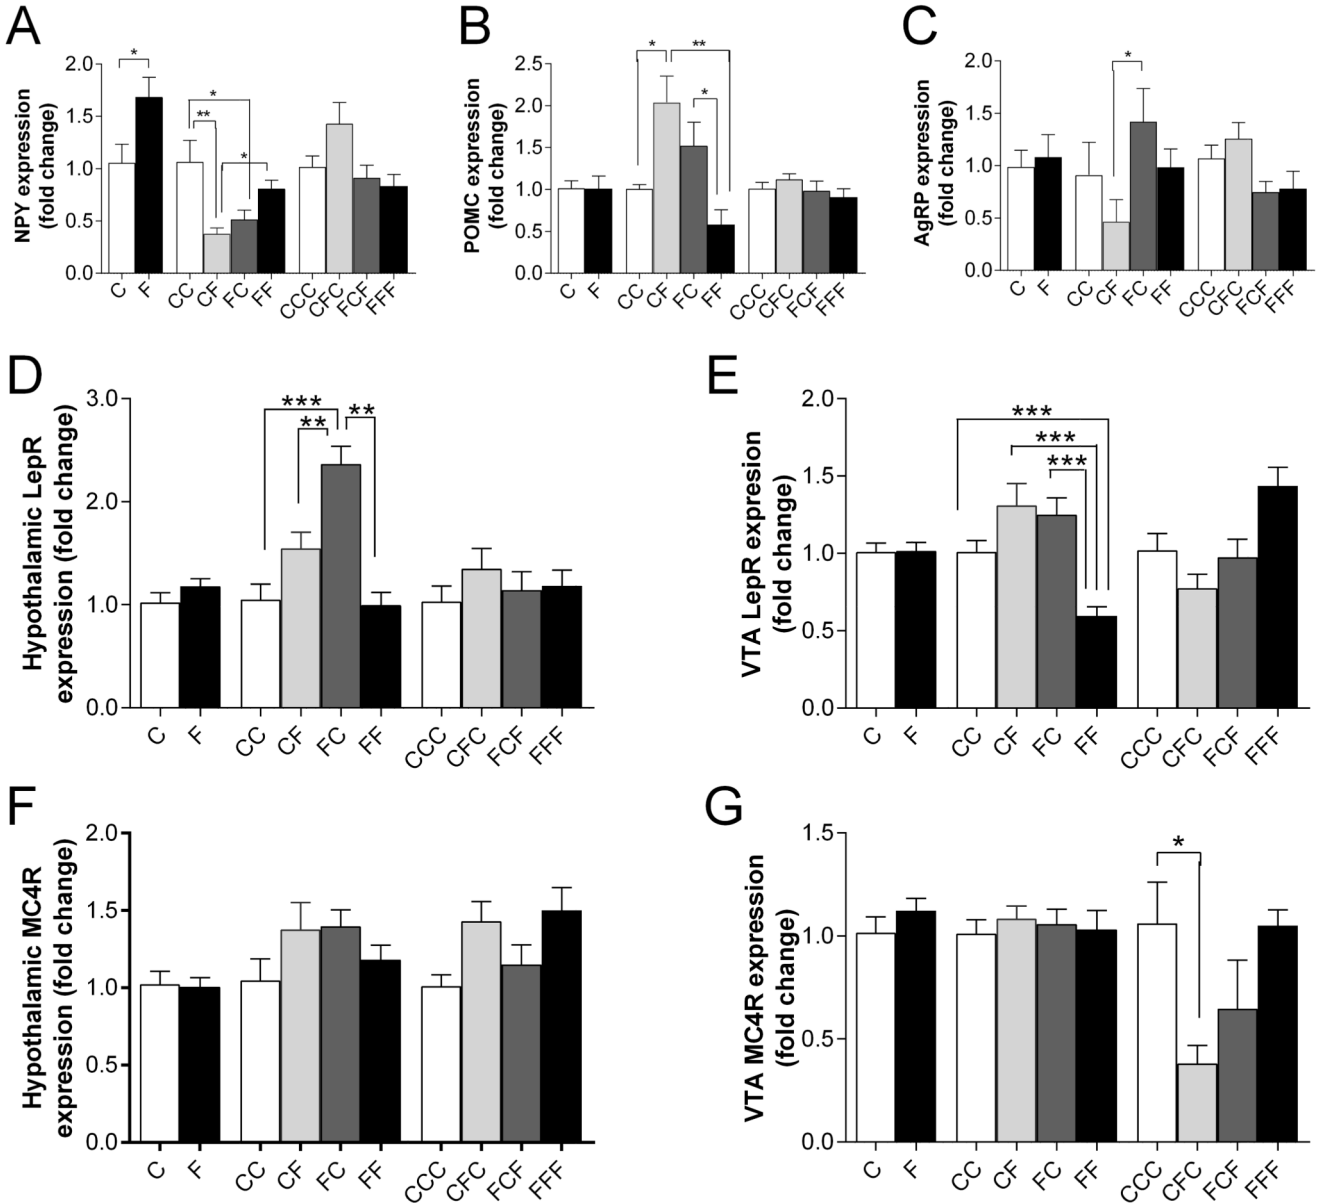 A
NPY expression
(fold change)
2.0
1.5
1.0
0.5
0.0
*
**
*
*
C
F
CC
CF
FC
FF
CCC
CFC
FCF
FFF
B
POMC expression
(fold change)
2.5
2.0
1.5
1.0
0.5
0.0
*
**
*
C
F
CC
CF
FC
FF
CCC
CFC
FCF
FFF
C
AgRP expression
(fold change)
2.0
1.5
1.0
0.5
0.0
*
C
F
CC
CF
FC
FF
CCC
CFC
FCF
FFF
D
Hypothalamic LepR
expression (fold change)
3.0
2.0
1.0
0.0
***
**
**
C
F
CC
CF
FC
FF
CCC
CFC
FCF
FFF
E
VTA LepR expresion
(fold change)
2.0
1.5
1.0
0.5
0.0
***
***
***
C
F
CC
CF
FC
FF
CCC
CFC
FCF
FFF
F
Hypothalamic MC4R
expression (fold change)
2.0
1.5
1.0
0.5
0.0
C
F
CC
CF
FC
FF
CCC
CFC
FCF
FFF
G
VTA MC4R expression
(fold change)
1.5
1.0
0.5
0.0
*
C
F
CC
CF
FC
FF
CCC
CFC
FCF
FFF